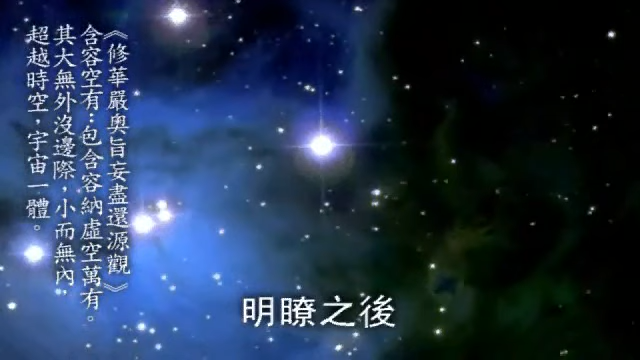 《修華嚴奧旨妄盡還源觀》
含容空有：包含容納虛空萬有。
其大無外沒邊際，小而無內，
超越時空，宇宙一體。
明瞭之後